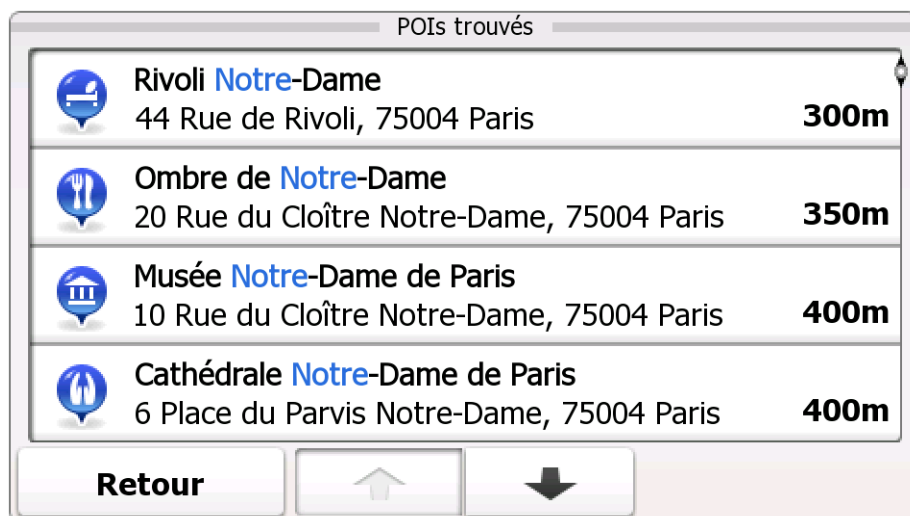 POIs trouvés
Rivoli Notre-Dame
44 Rue de Rivoli, 75004 Paris
300m
Ombre de Notre-Dame
20 Rue du Cloître Notre-Dame, 75004 Paris
350m
Musée Notre-Dame de Paris
10 Rue du Cloître Notre-Dame, 75004 Paris
400m
Cathédrale Notre-Dame de Paris
6 Place du Parvis Notre-Dame, 75004 Paris
400m
Retour